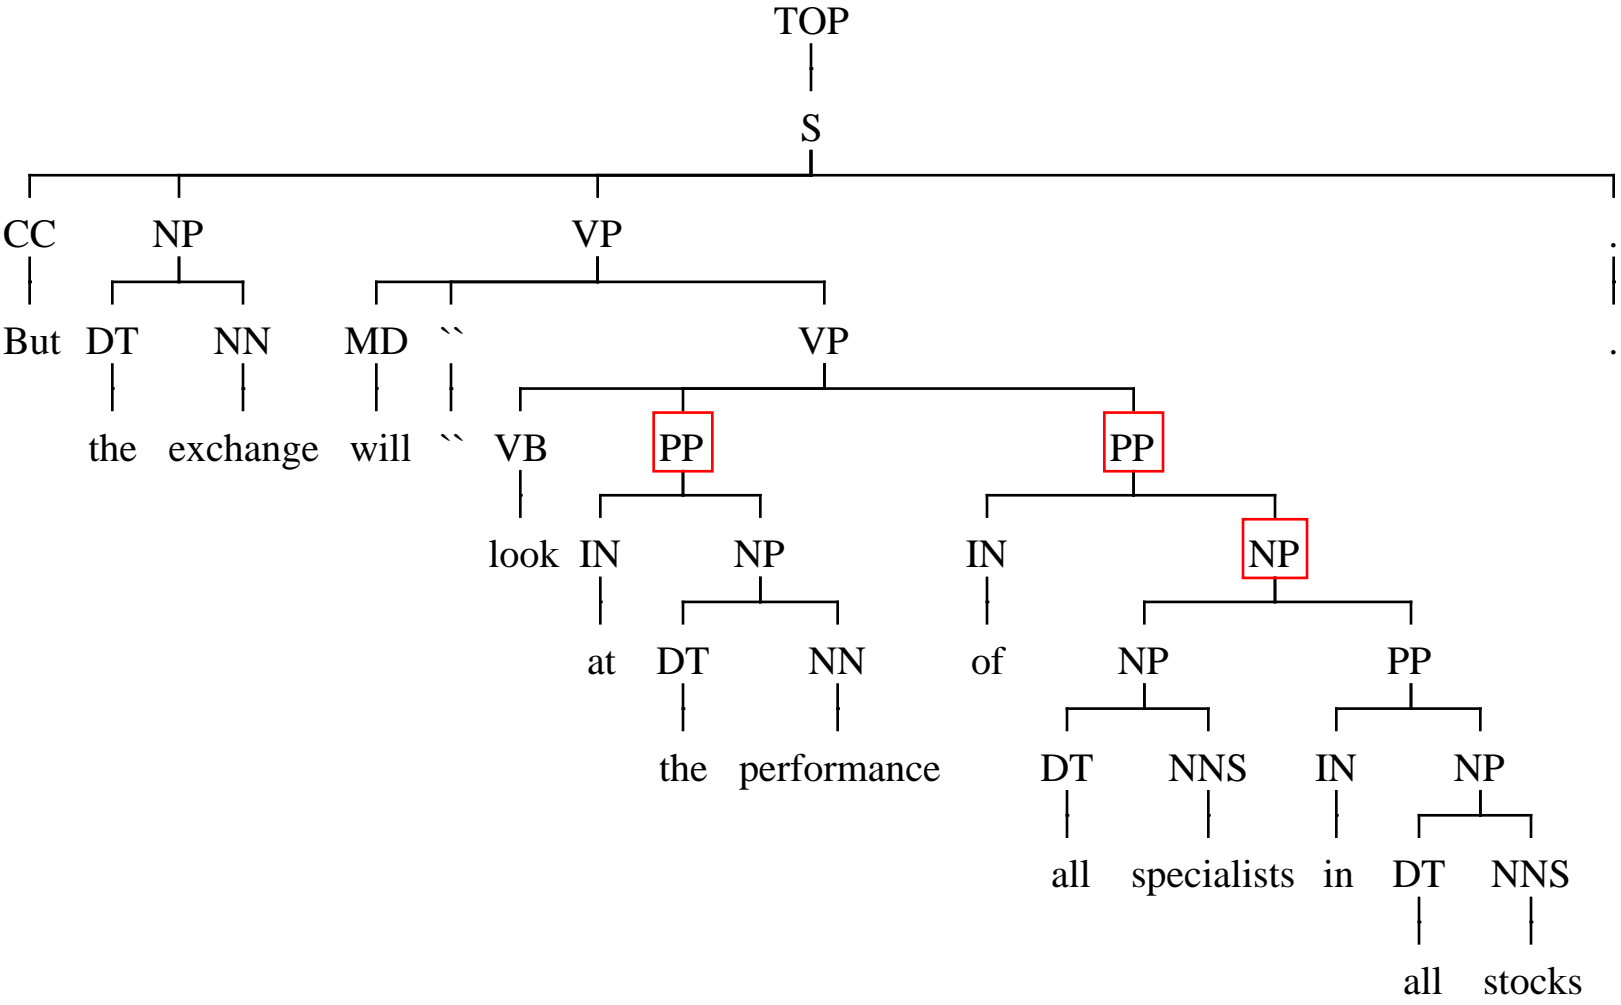 TOP
S
CC NP VP .
But DT NN MD `` VP .
the exchange will `` VB PP PP
look IN NP IN NP
at DT NN of NP PP
the performance DT NNS IN NP
all specialists in DT NNS
all stocks